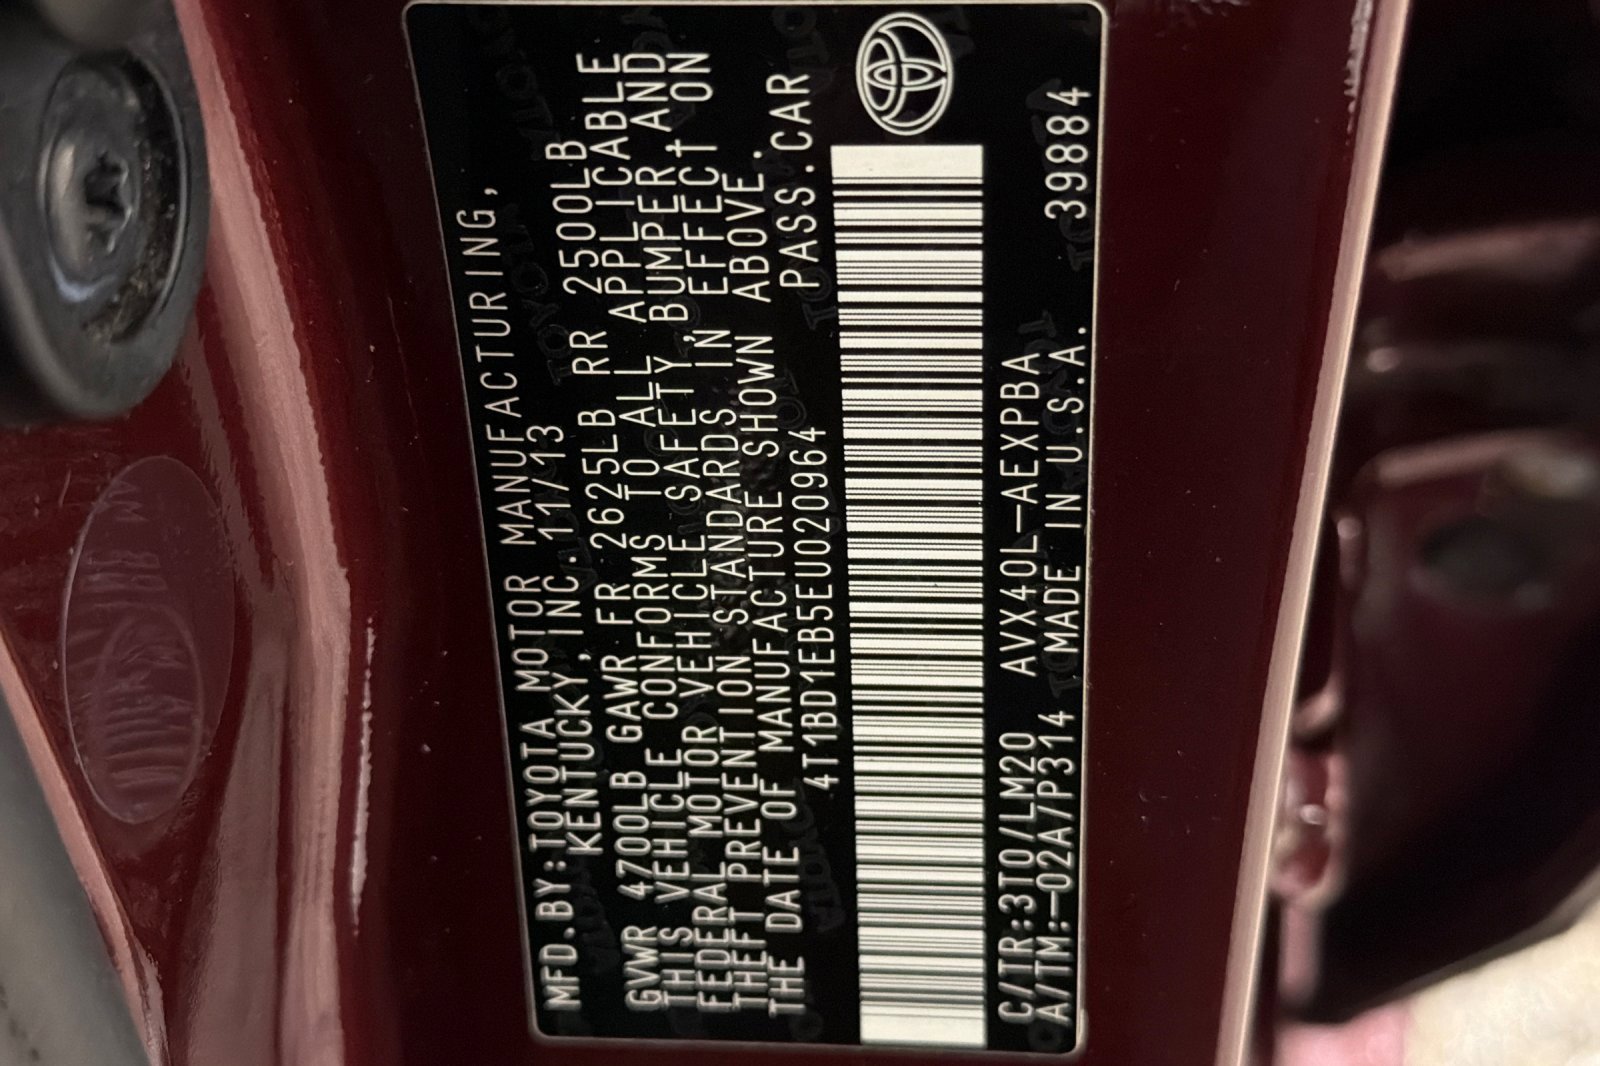 MFD.BY:TOYOTA MOTOR MANUFACTURING,
KENTUCKY,INC.11/13
GVWR 4700LB GAWR FR 2625LB RR 2500LB
THIS VEHICLE CONFORMS TO ALL APPLICABLE
FEDERAL MOTOR VEHICLE SAFETY,BUMPER,AND
THEFT PREVENTION STANDARDS IN EFFECT ON
THE DATE OF MANUFACTURE SHOWN ABOVE.
4T1BD1EB5EU020964 PASS.CAR
C/TR:3T0/LM20 AVX40L-AEXPBA 39884
A/TM:-02A/P314 MADE IN U.S.A.